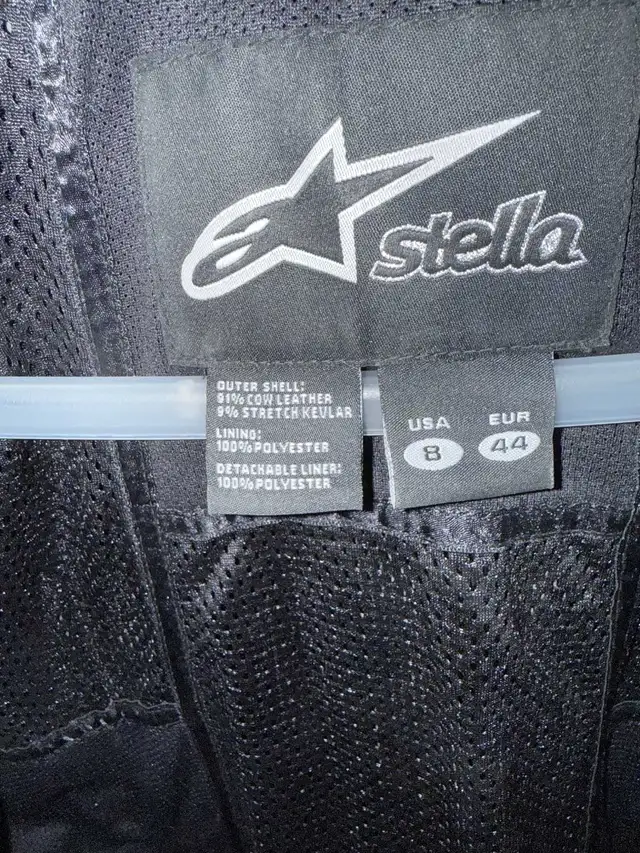 stella
OUTER SHELL:
91% COW LEATHER
9% STRETCH KEVLAR
LINING:
100% POLYESTER
DETACHABLE LINER:
100% POLYESTER
USA EUR
8 44